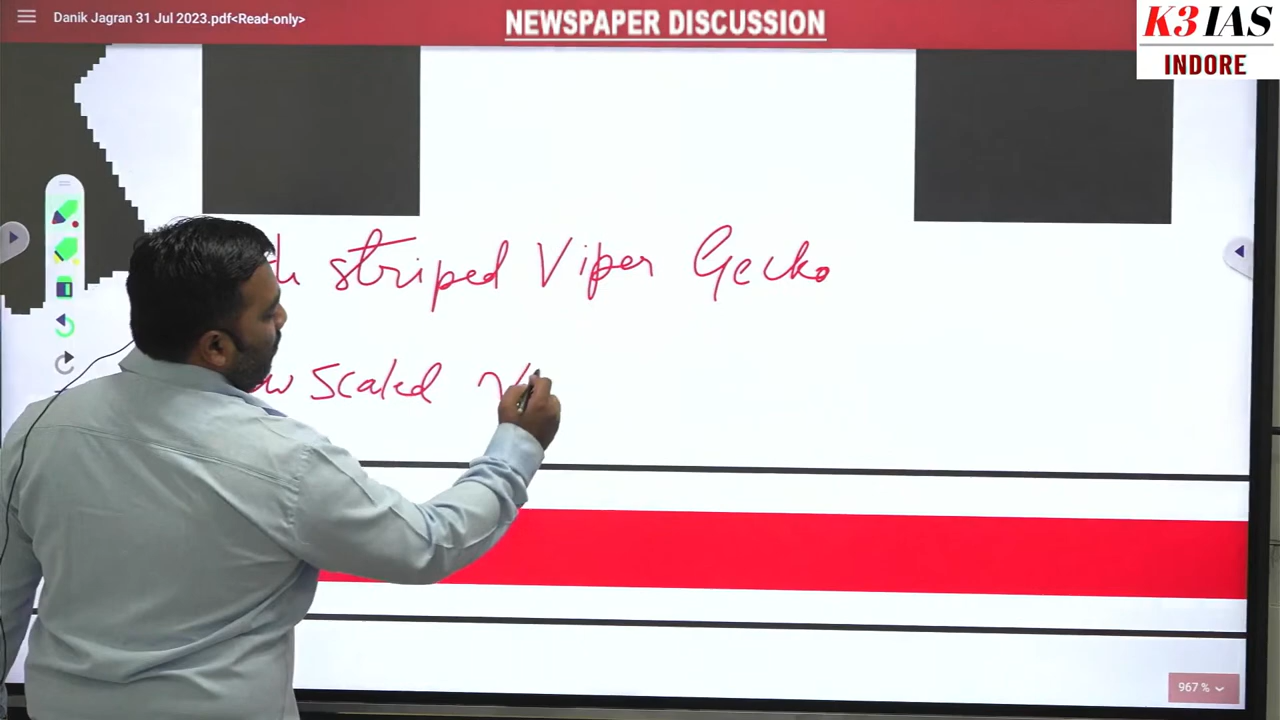 Danik Jagran 31 Jul 2023.pdf<Read-only>
NEWSPAPER DISCUSSION
K3 IAS
INDORE
striped Viper Gecko
Scaled
967 %